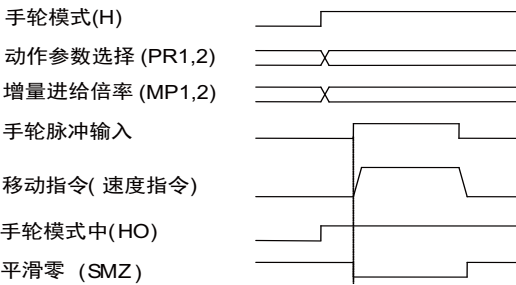 手轮模式(H)
动作参数选择 (PR1,2)
增量进给倍率 (MP1,2)
手轮脉冲输入
移动指令( 速度指令)
手轮模式中(HO)
平滑零 (SMZ)